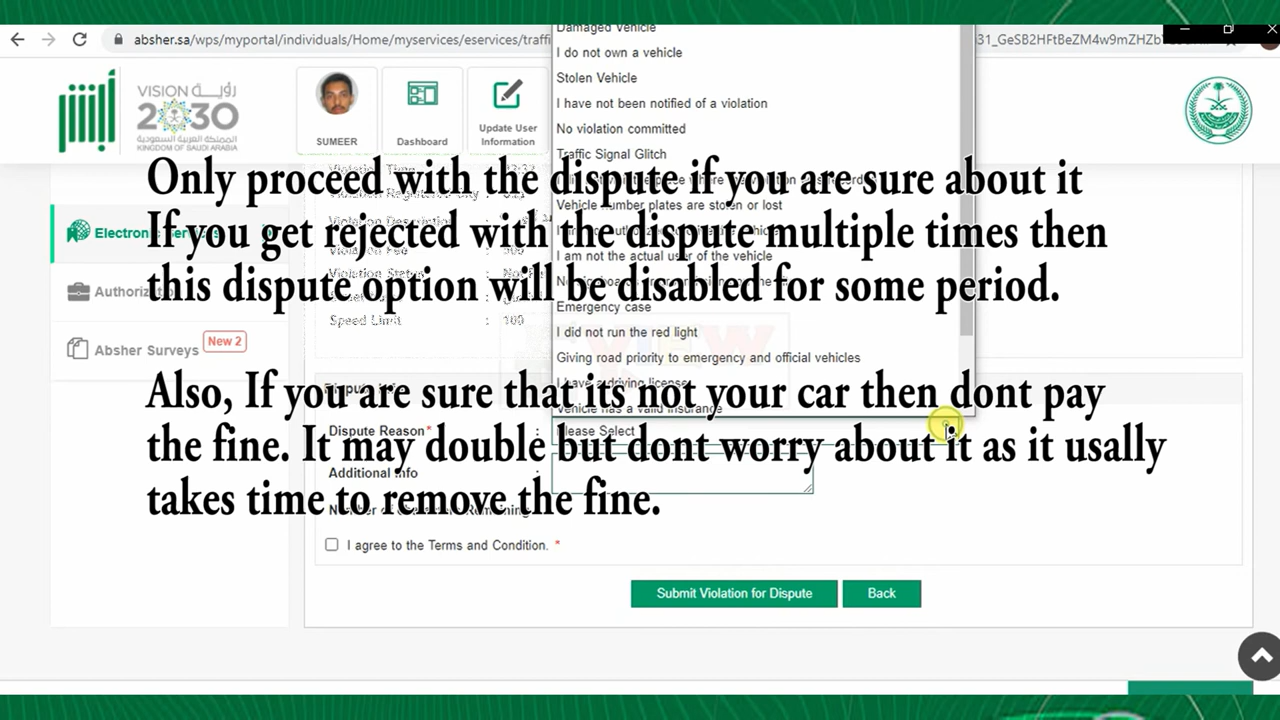 Damaged Vehicle
absher.sa/wps/myportal/individuals/Home/myservices/eservices/traffi
I do not own a vehicle
Stolen Vehicle
I have not been notified of a violation
No violation committed
Traffic Signal Glitch
أبشر
VISION رؤية
2030
المملكة العربية السعودية
KINGDOM OF SAUDI ARABIA
SUMEER
Dashboard
Update User
Information
Only proceed with the dispute if you are sure about it
Vehicle number plates are stolen or lost
If you get rejected with the dispute multiple times then
I am not the actual user of the vehicle
this dispute option will be disabled for some period.
Emergency case
Speed Limit : 100
I did not run the red light
Absher Surveys New 2
Giving road priority to emergency and official vehicles
I have a driving license
Also, If you are sure that its not your car then dont pay
Vehicle has a valid insurance
Dispute Reason* : Please Select
the fine. It may double but dont worry about it as it usally
Additional Info :
takes time to remove the fine.
I agree to the Terms and Condition. *
Submit Violation for Dispute
Back